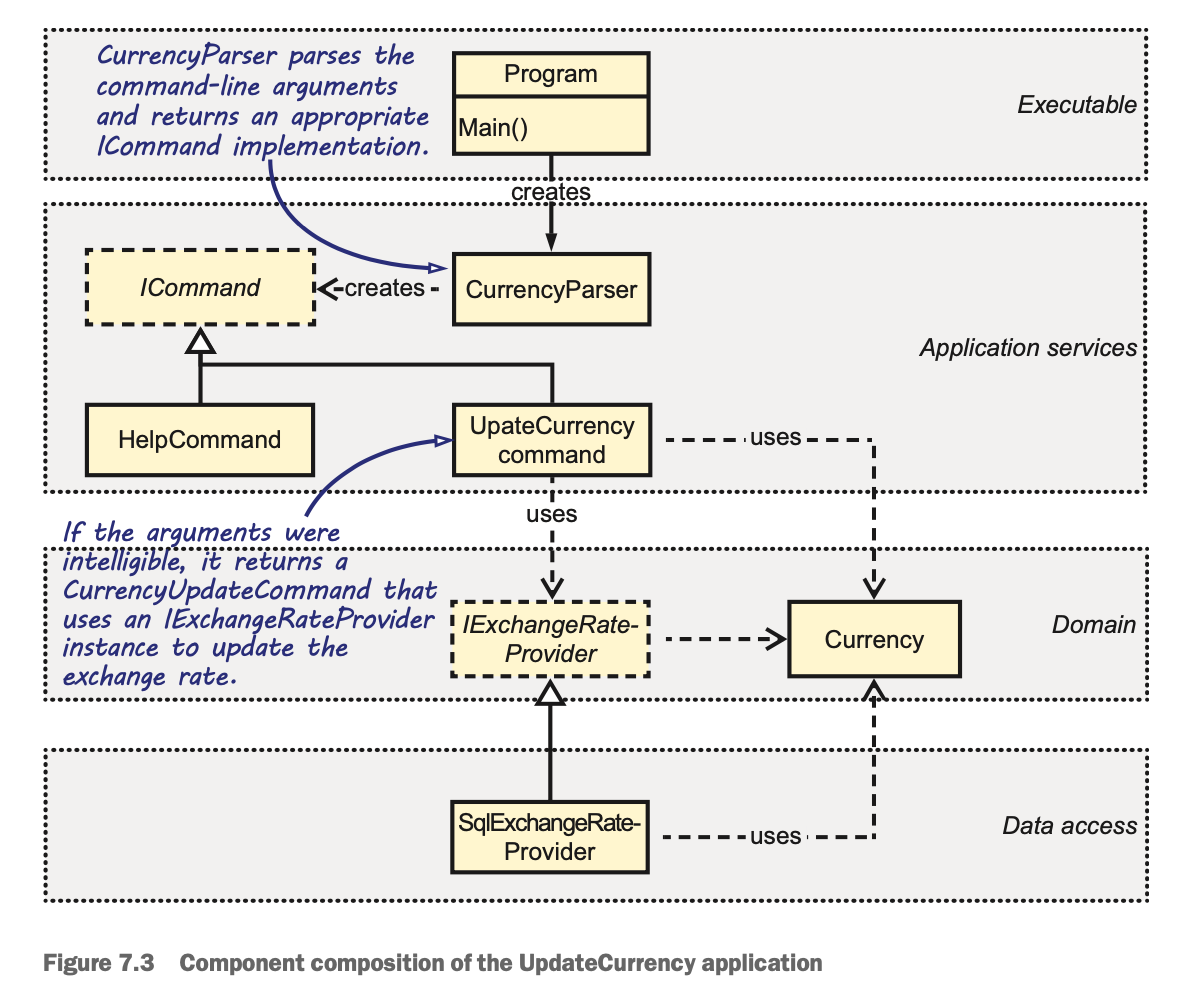 CurrencyParser parses the
command-line arguments
and returns an appropriate
ICommand implementation.
Program
Main()
Executable
creates
ICommand
creates
CurrencyParser
Application services
HelpCommand
UpateCurrency
command
uses
uses
If the arguments were
intelligible, it returns a
CurrencyUpdateCommand that
uses an IExchangeRateProvider
instance to update the
exchange rate.
IExchangeRate-
Provider
Currency
Domain
SqlExchangeRate-
Provider
uses
Data access
Figure 7.3 Component composition of the UpdateCurrency application